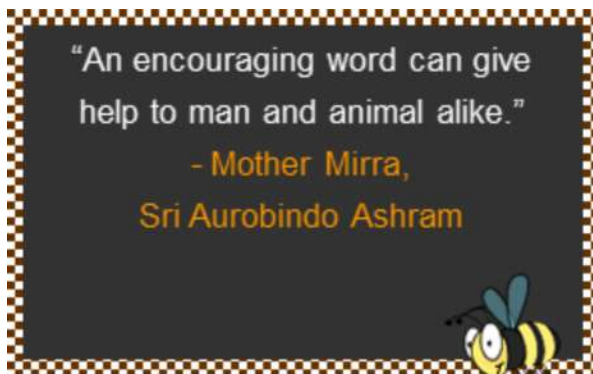 “An encouraging word can give
help to man and animal alike.”
- Mother Mirra,
Sri Aurobindo Ashram